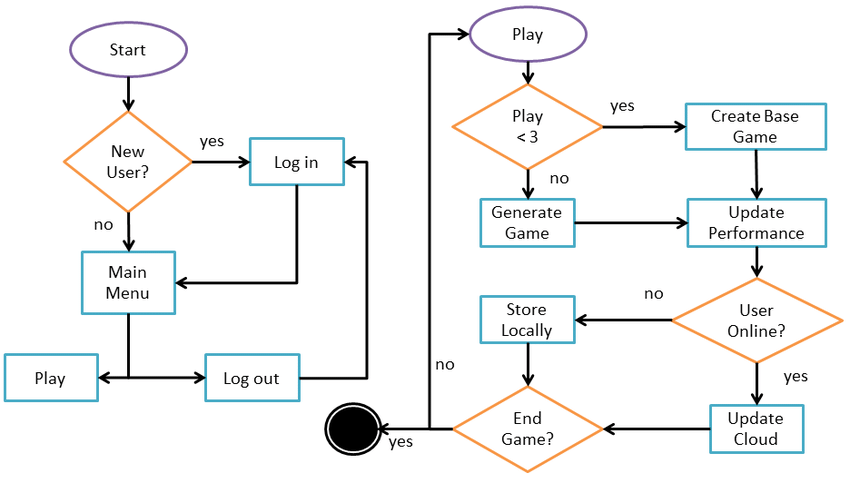 Start
New
User?
yes
Log in
no
Main
Menu
Play
Log out
Play
Play
< 3
yes
Create Base
Game
no
Generate
Game
Update
Performance
User
Online?
no
Store
Locally
yes
Update
Cloud
End
Game?
no
yes